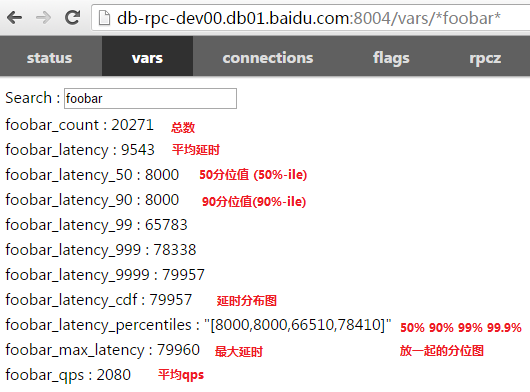 db-rpc-dev00.db01.baidu.com:8004/vars/*foobar*
status vars connections flags rpcz
Search : foobar
foobar_count : 20271 总数
foobar_latency : 9543 平均延时
foobar_latency_50 : 8000 50分位值 (50%-ile)
foobar_latency_90 : 8000 90分位值(90%-ile)
foobar_latency_99 : 65783
foobar_latency_999 : 78338
foobar_latency_9999 : 79957
foobar_latency_cdf : 79957 延时分布图
foobar_latency_percentiles : "[8000,8000,66510,78410]" 50% 90% 99% 99.9%
foobar_max_latency : 79960 最大延时 放一起的分位图
foobar_qps : 2080 平均qps